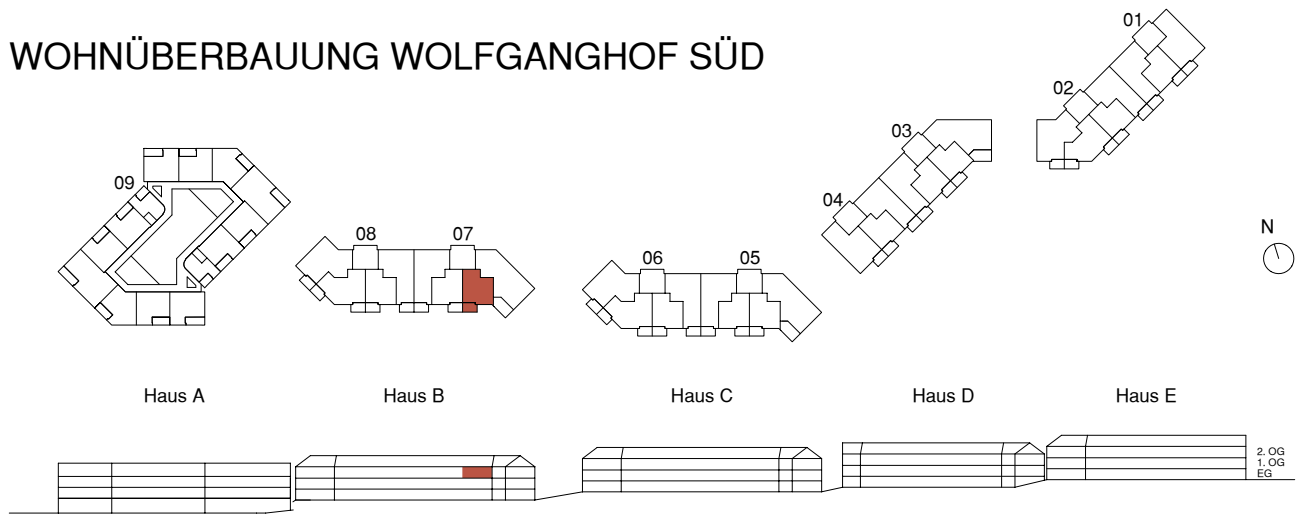 WOHNÜBERBAUUNG WOLFGANGHOF SÜD
01
02
03
04
09
08
07
06
05
N
Haus A
Haus B
Haus C
Haus D
Haus E
2. OG
1. OG
EG